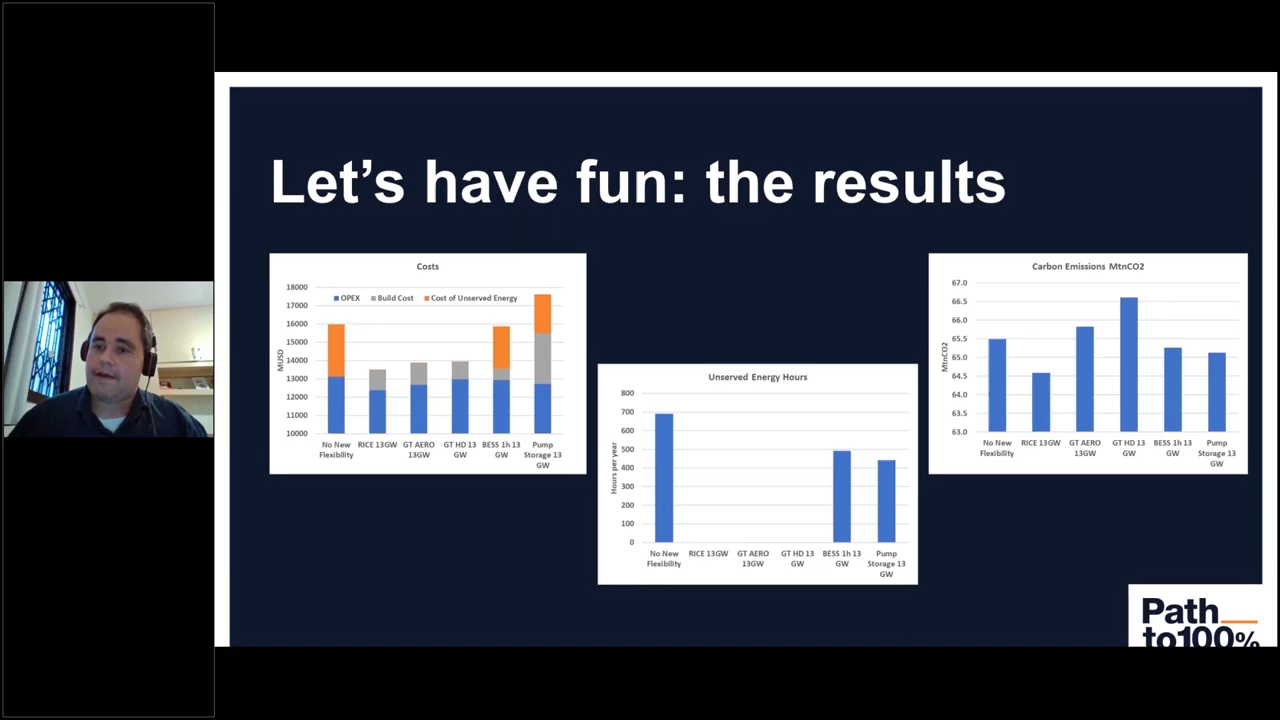 Let's have fun: the results
Costs
18000
17000
16000
15000
14000
13000
12000
11000
10000
MUSD
OPEX Build Cost Cost of Unserved Energy
No New Flexibility
RICE 13GW
GT AERO 13GW
GT HD 13 GW
BESS 1h 13 GW
Pump Storage 13 GW
Unserved Energy Hours
800
700
600
500
400
300
200
100
0
Hours per year
No New Flexibility
RICE 13GW
GT AERO 13GW
GT HD 13 GW
BESS 1h 13 GW
Pump Storage 13 GW
Carbon Emissions MtnCO2
67.0
66.5
66.0
65.5
65.0
64.5
64.0
63.5
63.0
MtnCO2
No New Flexibility
RICE 13GW
GT AERO 13GW
GT HD 13 GW
BESS 1h 13 GW
Pump Storage 13 GW
Path
to100%